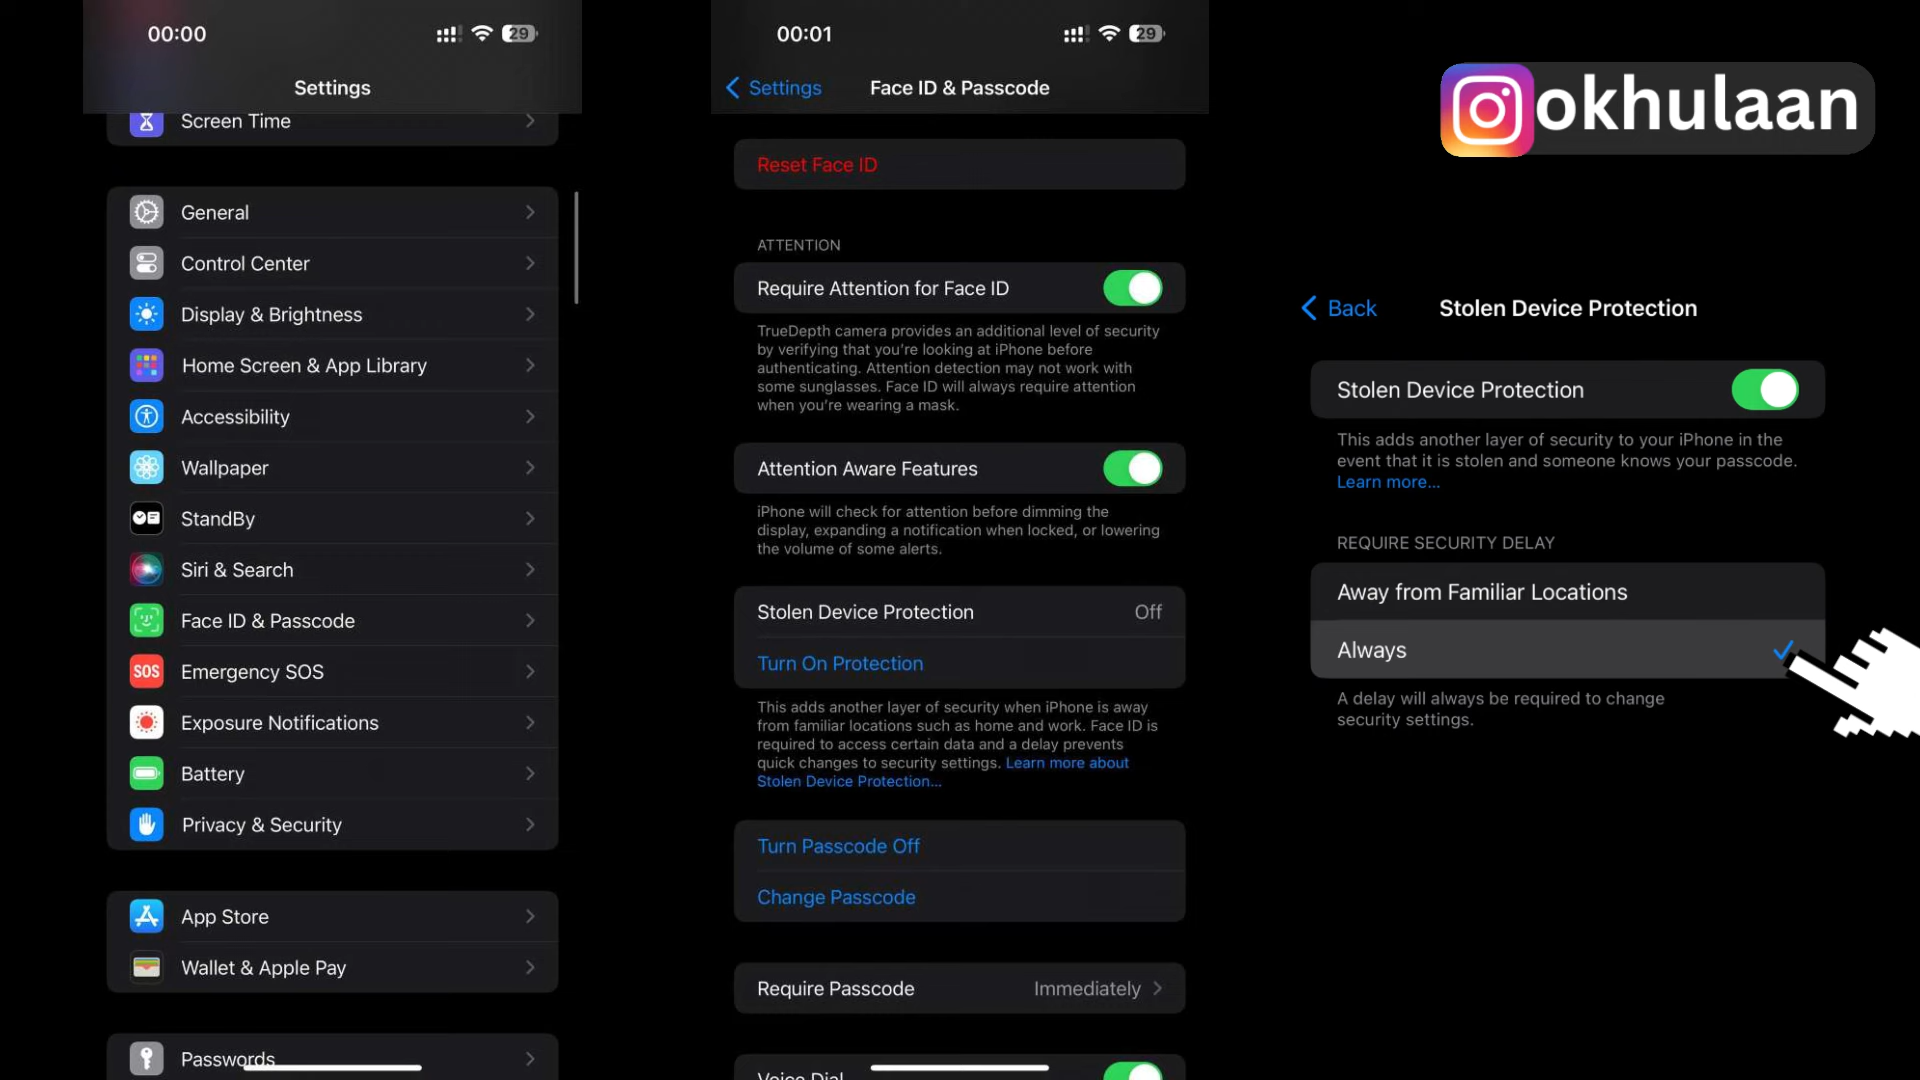 00:00
29
Settings
Screen Time
General
Control Center
Display & Brightness
Home Screen & App Library
Accessibility
Wallpaper
StandBy
Siri & Search
Face ID & Passcode
SOS
Emergency SOS
Exposure Notifications
Battery
Privacy & Security
App Store
Wallet & Apple Pay
Passwords
00:01
29
Settings
Face ID & Passcode
Reset Face ID
ATTENTION
Require Attention for Face ID
TrueDepth camera provides an additional level of security
by verifying that you're looking at iPhone before
authenticating. Attention detection may not work with
some sunglasses. Face ID will always require attention
when you're wearing a mask.
Attention Aware Features
iPhone will check for attention before dimming the
display, expanding a notification when locked, or lowering
the volume of some alerts.
Stolen Device Protection Off
Turn On Protection
This adds another layer of security when iPhone is away
from familiar locations such as home and work. Face ID is
required to access certain data and a delay prevents
quick changes to security settings. Learn more about
Stolen Device Protection...
Turn Passcode Off
Change Passcode
Require Passcode Immediately
Voice Dial
okhulaan
Back
Stolen Device Protection
Stolen Device Protection
This adds another layer of security to your iPhone in the
event that it is stolen and someone knows your passcode.
Learn more...
REQUIRE SECURITY DELAY
Away from Familiar Locations
Always
A delay will always be required to change
security settings.